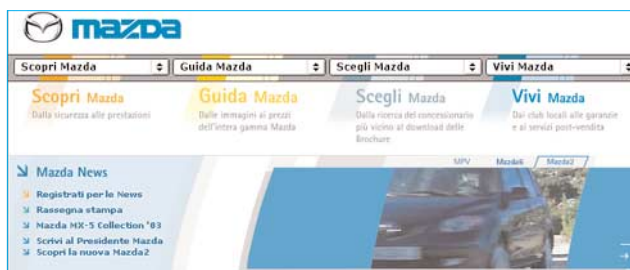 mazda
Scopri Mazda Guida Mazda Scegli Mazda Vivi Mazda
Scopri Mazda Guida Mazda Scegli Mazda Vivi Mazda
Dalla sicurezza alle prestazioni Dalle immagini ai prezzi Dalla ricerca del concessionario Dai club locali alle garanzie
dell'intera gamma Mazda più vicino al download delle e ai servizi post-vendita
Brochure
MPV Mazda6 Mazda2
Mazda News
Registrati per le News
Rassegna stampa
Mazda MX-5 Collection '03
Scrivi al Presidente Mazda
Scopri la nuova Mazda2